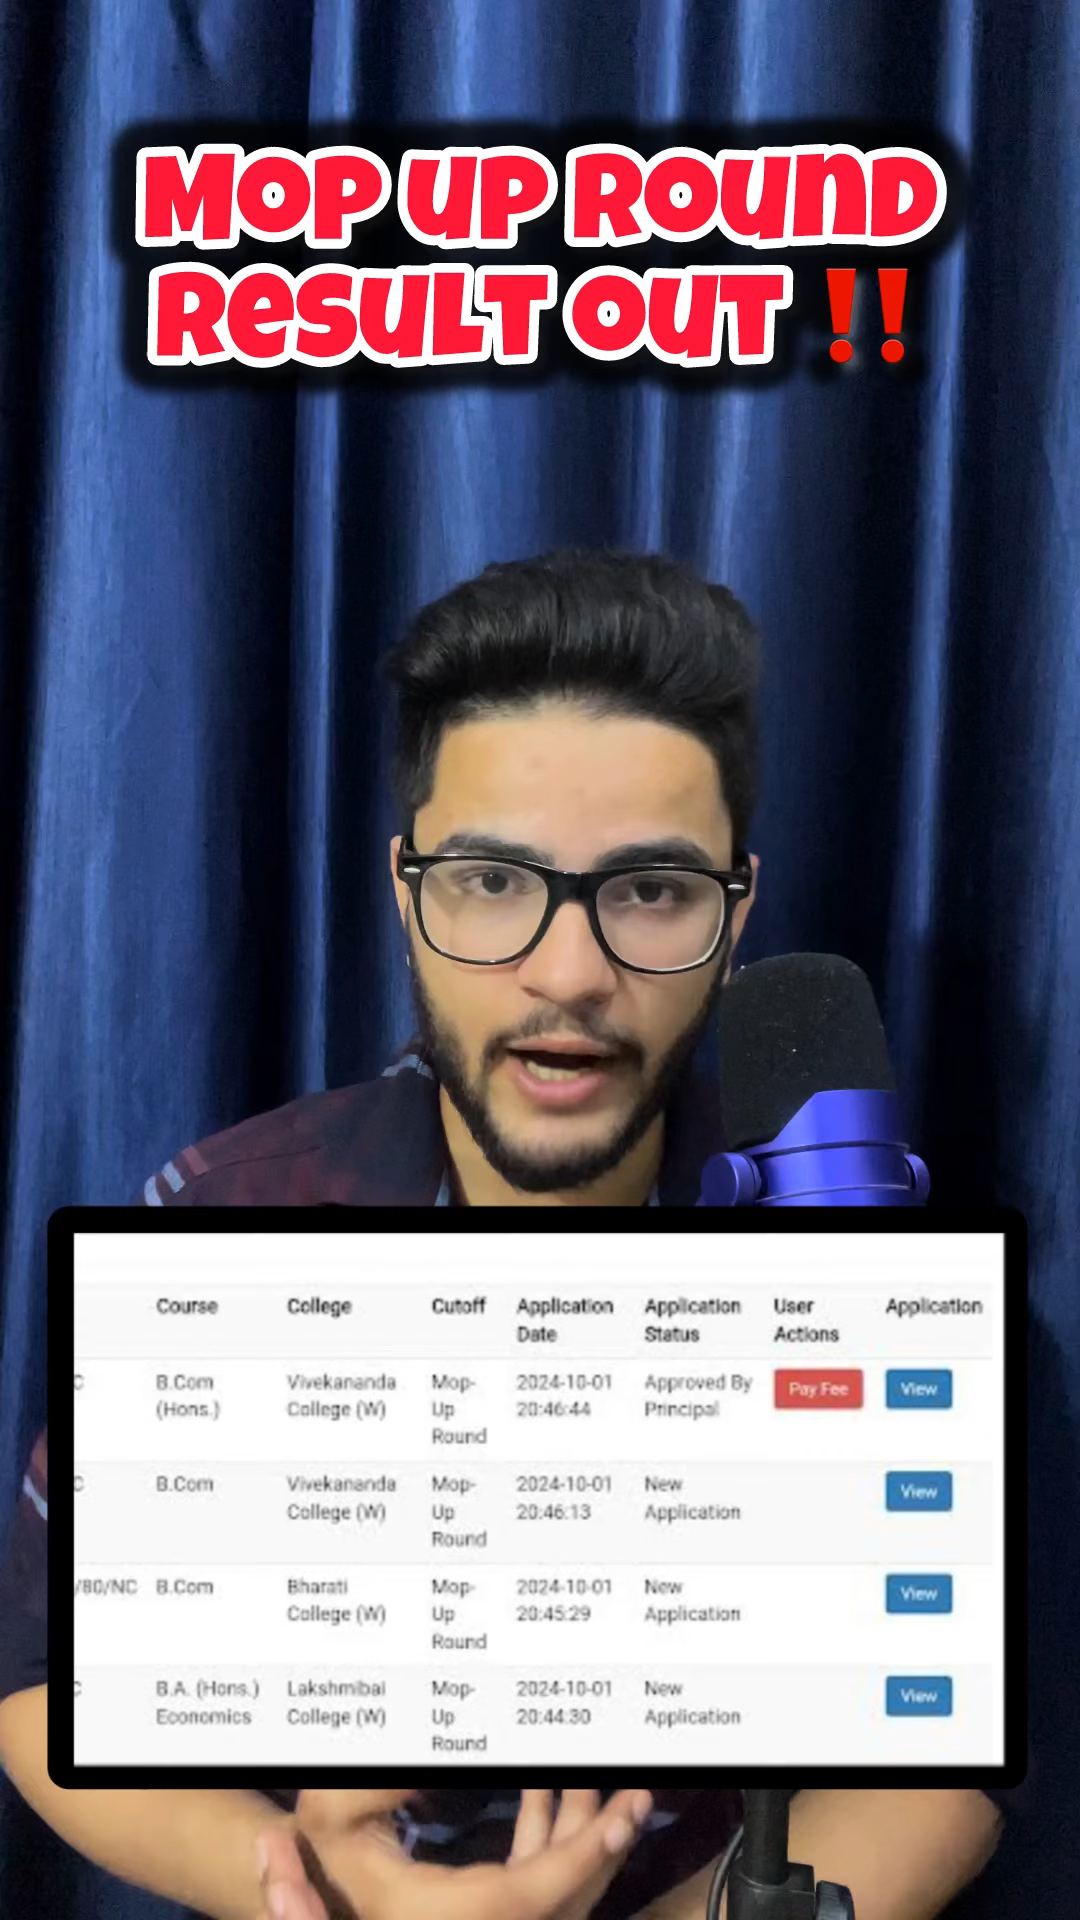 Mop up Round
Result Out ‼️
Course College Cutoff Application User Application
Date Status Actions
C B.Com Vivekananda Mop- 2024-10-01 Approved By Pay Fee View
(Hons.) College (W) Up 20:46:44 Principal
Round
C B.Com Vivekananda Mop- 2024-10-01 New View
College (W) Up 20:46:13 Application
Round
/80/NC B.Com Bharati Mop- 2024-10-01 New View
College (W) Up 20:45:29 Application
Round
C B.A. (Hons.) Lakshmibai Mop- 2024-10-01 New View
Economics College (W) Up 20:44:30 Application
Round